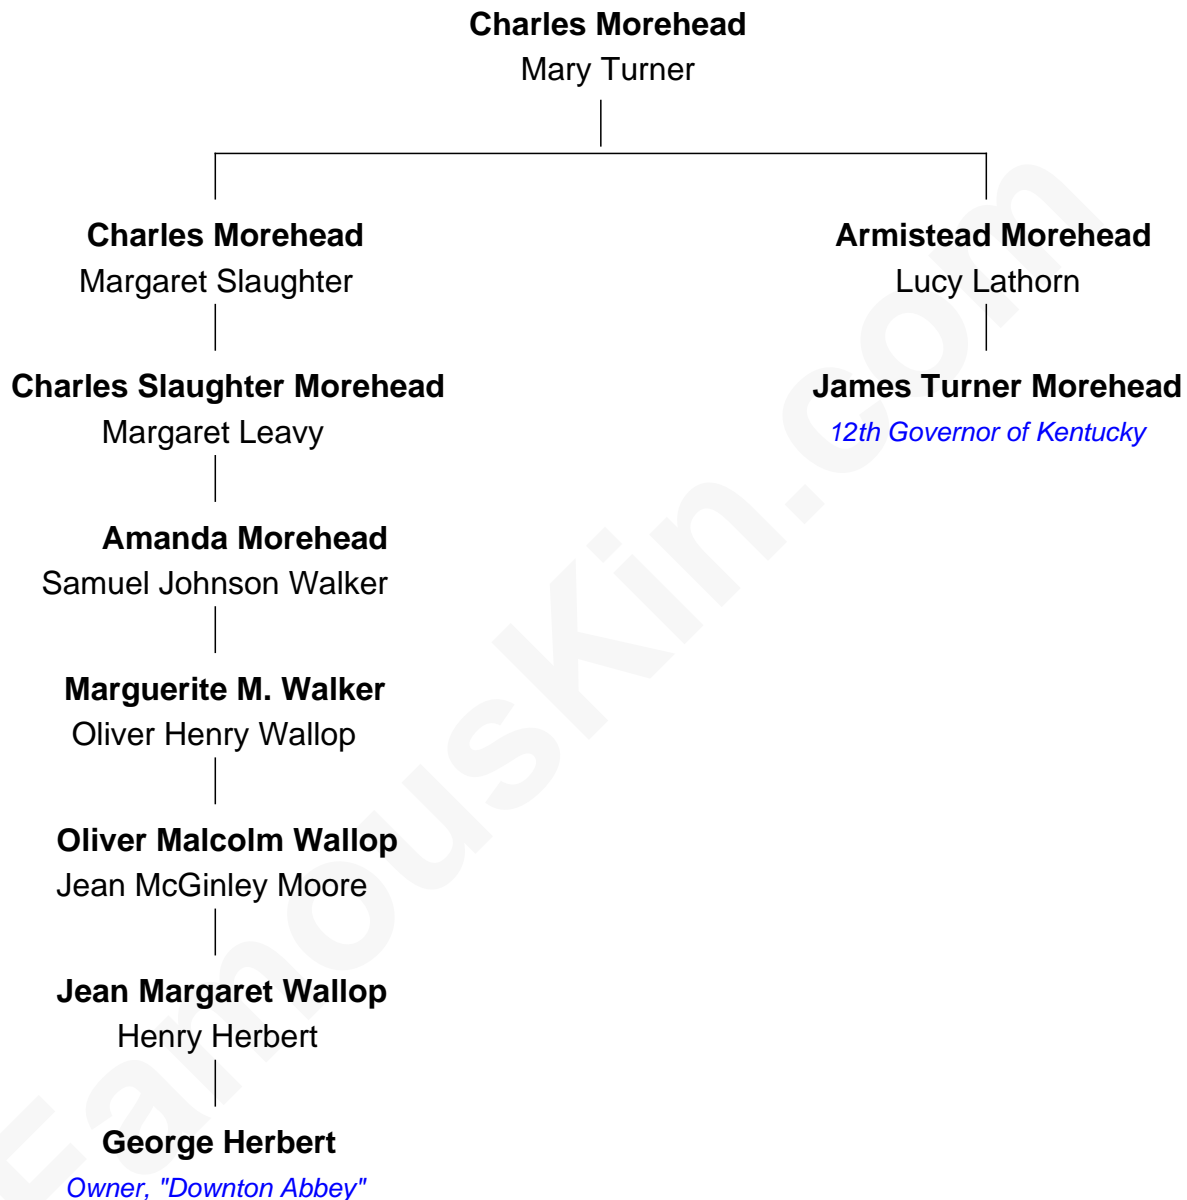 Charles Morehead
Mary Turner
Charles Morehead
Margaret Slaughter
Armistead Morehead
Lucy Lathorn
Charles Slaughter Morehead
Margaret Leavy
James Turner Morehead
12th Governor of Kentucky
Amanda Morehead
Samuel Johnson Walker
Marguerite M. Walker
Oliver Henry Wallop
Oliver Malcolm Wallop
Jean McGinley Moore
Jean Margaret Wallop
Henry Herbert
George Herbert
Owner, "Downton Abbey"
FamousKin.com